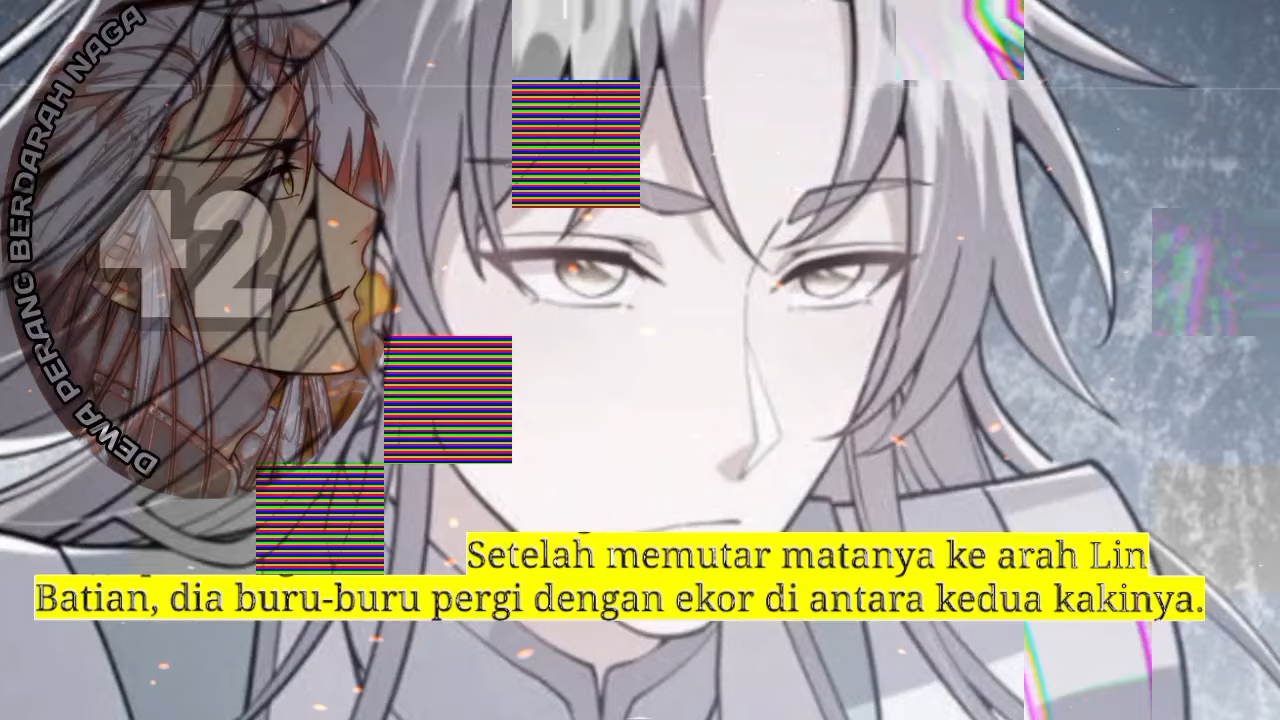 DEWA PERANG BERDARAH NAGA
42
Setelah memutar matanya ke arah Lin
Batian, dia buru-buru pergi dengan ekor di antara kedua kakinya.